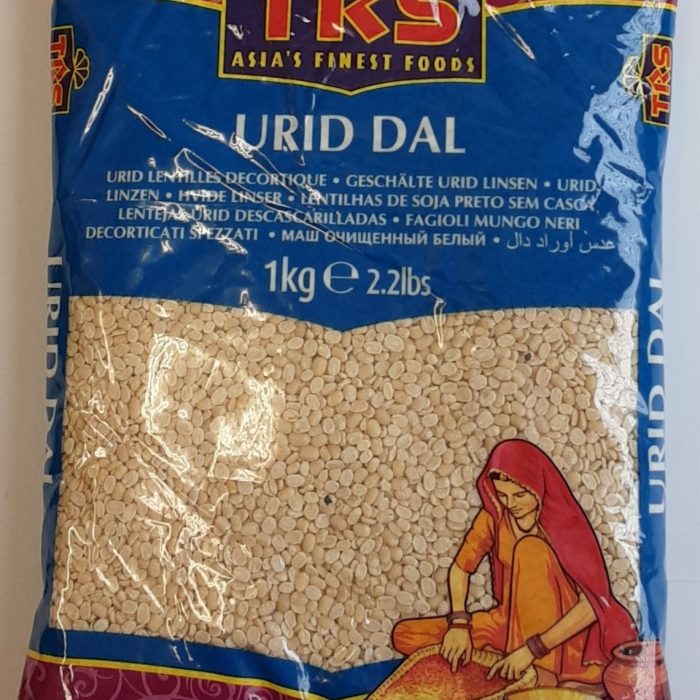 TRS
ASIA'S FINEST FOODS
TRS
TRS
URID DAL
URID LENTILLES DECORTIQUE • GESCHÄLTE URID LINSEN • URID
LINZEN • HVIDE LINSER • LENTILHAS DE SOJA PRETO SEM CASCA
LENTEJAS URID DESCASCARILLADAS • FAGIOLI MUNGO NERI
DECORTICATI SPEZZATI • МАШ ОЧИЩЕННЫЙ БЕЛЫЙ • عدس أوراد دال
1kg ℮ 2.2lbs
URID DAL
URID DAL